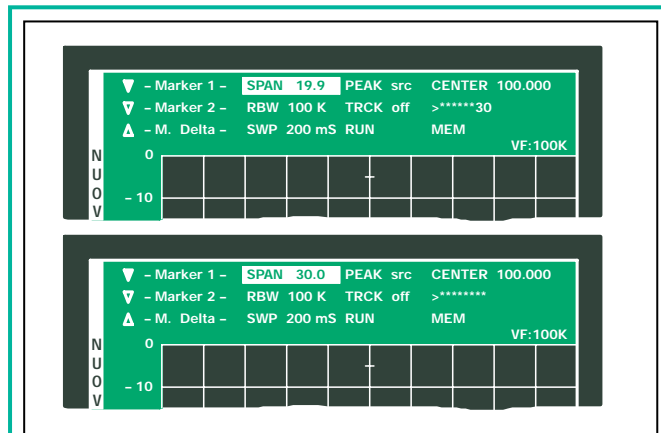 – Marker 1 – SPAN 19.9 PEAK src CENTER 100.000
– Marker 2 – RBW 100 K TRCK off >******30
– M. Delta – SWP 200 mS RUN MEM
VF:100K
0
– 10
NUOV
– Marker 1 – SPAN 30.0 PEAK src CENTER 100.000
– Marker 2 – RBW 100 K TRCK off >********
– M. Delta – SWP 200 mS RUN MEM
VF:100K
0
– 10
NUOV